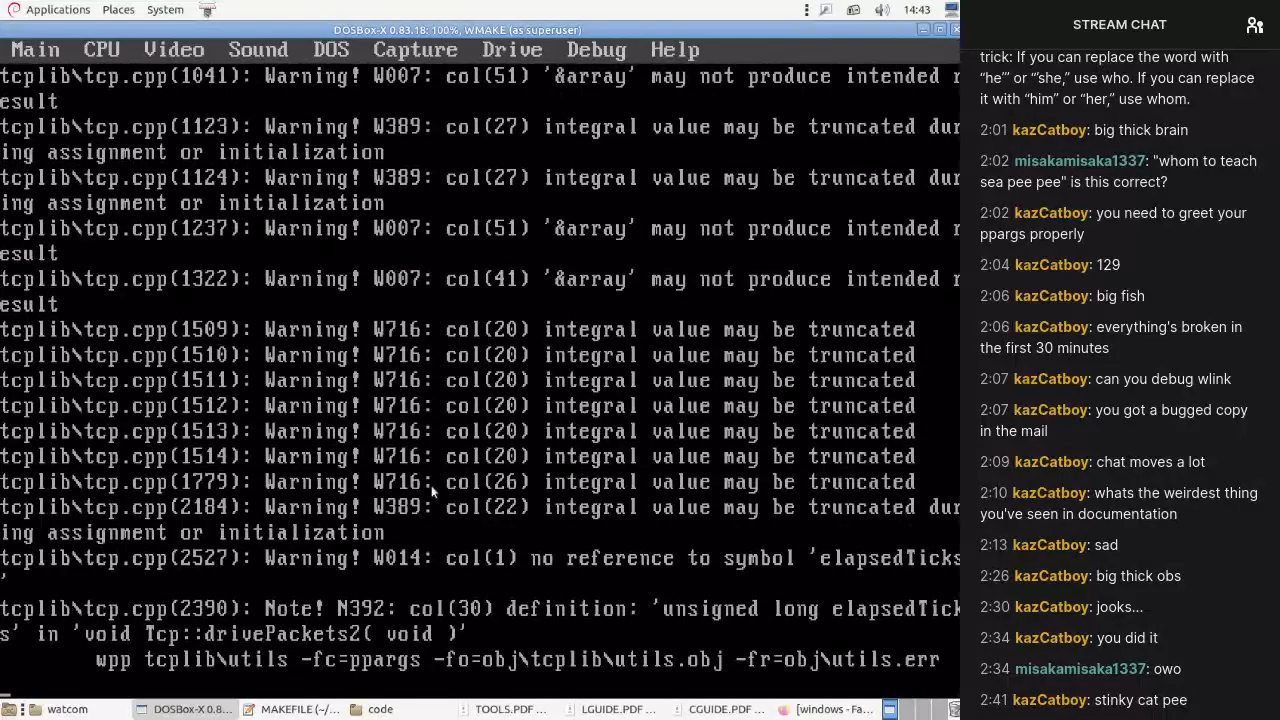 Applications Places System
14:43
DOSBox-X 0.83.18: 100%, WMAKE (as superuser)
Main CPU Video Sound DOS Capture Drive Debug Help
tcplib\tcp.cpp(1041): Warning! W007: col(51) '&array' may not produce intended r
esult
tcplib\tcp.cpp(1123): Warning! W389: col(27) integral value may be truncated dur
ing assignment or initialization
tcplib\tcp.cpp(1124): Warning! W389: col(27) integral value may be truncated dur
ing assignment or initialization
tcplib\tcp.cpp(1237): Warning! W007: col(51) '&array' may not produce intended r
esult
tcplib\tcp.cpp(1322): Warning! W007: col(41) '&array' may not produce intended r
esult
tcplib\tcp.cpp(1509): Warning! W716: col(20) integral value may be truncated
tcplib\tcp.cpp(1510): Warning! W716: col(20) integral value may be truncated
tcplib\tcp.cpp(1511): Warning! W716: col(20) integral value may be truncated
tcplib\tcp.cpp(1512): Warning! W716: col(20) integral value may be truncated
tcplib\tcp.cpp(1513): Warning! W716: col(20) integral value may be truncated
tcplib\tcp.cpp(1514): Warning! W716: col(20) integral value may be truncated
tcplib\tcp.cpp(1779): Warning! W716: col(26) integral value may be truncated
tcplib\tcp.cpp(2184): Warning! W389: col(22) integral value may be truncated dur
ing assignment or initialization
tcplib\tcp.cpp(2527): Warning! W014: col(1) no reference to symbol 'elapsedTicks
'
tcplib\tcp.cpp(2390): Note! N392: col(30) definition: 'unsigned long elapsedTick
s' in 'void Tcp::drivePackets2( void )'
wpp tcplib\utils -fc=ppargs -fo=obj\tcplib\utils.obj -fr=obj\utils.err
watcom
DOSBox-X 0.8...
MAKEFILE (~/...
code
TOOLS.PDF ...
LGUIDE.PDF ...
CGUIDE.PDF ...
[windows - Fa...
STREAM CHAT
trick: If you can replace the word with
“he’” or “’she,” use who. If you can replace
it with “him” or “her,” use whom.
2:01 kazCatboy: big thick brain
2:02 misakamisaka1337: "whom to teach
sea pee pee" is this correct?
2:02 kazCatboy: you need to greet your
ppargs properly
2:04 kazCatboy: 129
2:06 kazCatboy: big fish
2:06 kazCatboy: everything's broken in
the first 30 minutes
2:07 kazCatboy: can you debug wlink
2:07 kazCatboy: you got a bugged copy
in the mail
2:09 kazCatboy: chat moves a lot
2:10 kazCatboy: whats the weirdest thing
you've seen in documentation
2:13 kazCatboy: sad
2:26 kazCatboy: big thick obs
2:30 kazCatboy: jooks...
2:34 kazCatboy: you did it
2:34 misakamisaka1337: owo
2:41 kazCatboy: stinky cat pee